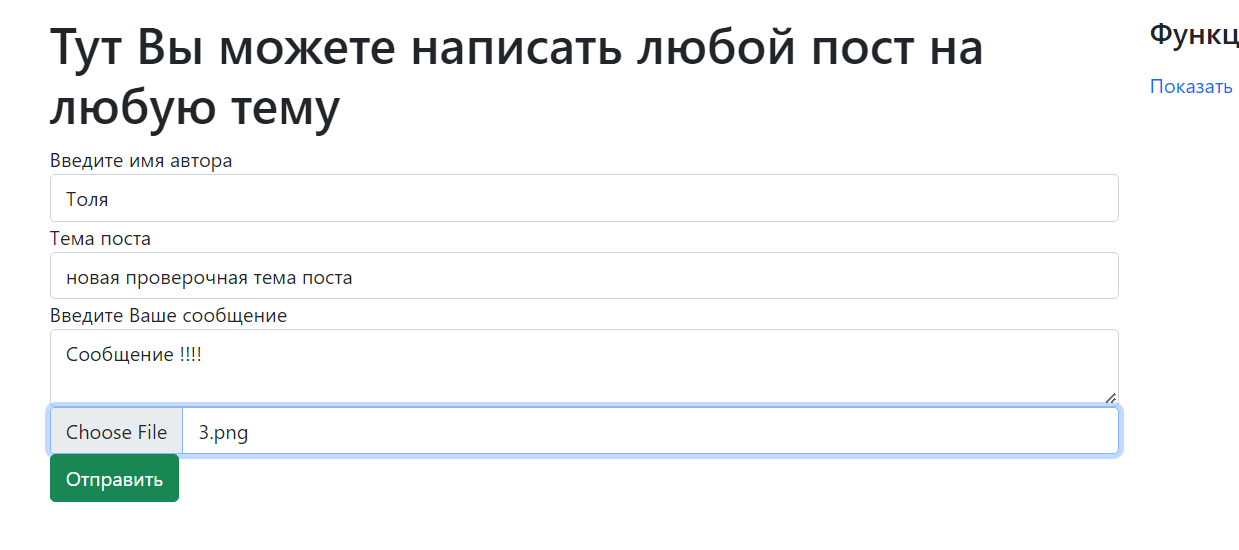 Тут Вы можете написать любой пост на
любую тему
Введите имя автора
Толя
Тема поста
новая проверочная тема поста
Введите Ваше сообщение
Сообщение !!!!
Choose File 3.png
Отправить
Функц
Показать